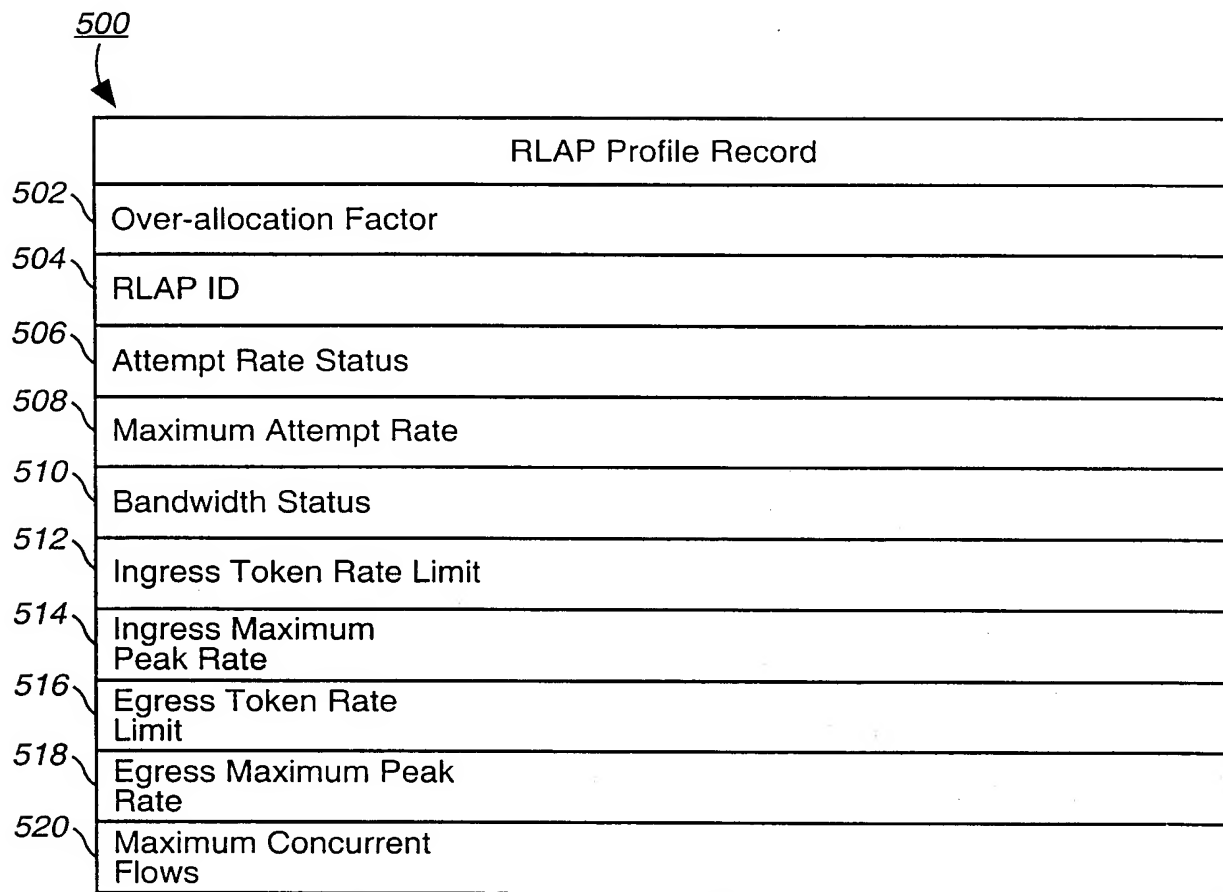 500
RLAP Profile Record
502
Over-allocation Factor
504
RLAP ID
506
Attempt Rate Status
508
Maximum Attempt Rate
510
Bandwidth Status
512
Ingress Token Rate Limit
514
Ingress Maximum
Peak Rate
516
Egress Token Rate
Limit
518
Egress Maximum Peak
Rate
520
Maximum Concurrent
Flows